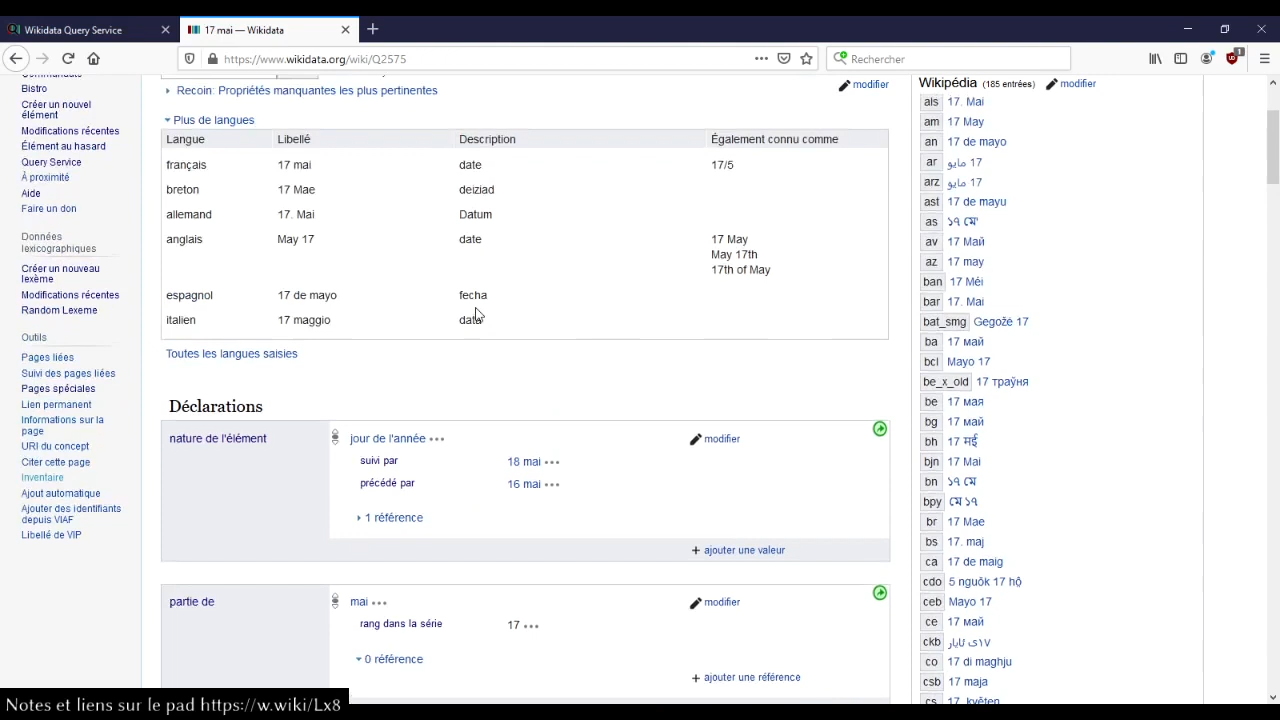 Wikidata Query Service
17 mai — Wikidata
https://www.wikidata.org/wiki/Q2575
Rechercher
1
Bistro
Créer un nouvel
élément
Modifications récentes
Élément au hasard
Query Service
À proximité
Aide
Faire un don
Données
lexicographiques
Créer un nouveau
lexème
Modifications récentes
Random Lexeme
Outils
Pages liées
Suivi des pages liées
Pages spéciales
Lien permanent
Informations sur la
page
URI du concept
Citer cette page
Inventaire
Ajout automatique
Ajouter des identifiants
depuis VIAF
Libellé de VIP
Recoin: Propriétés manquantes les plus pertinentes
modifier
Plus de langues
Langue Libellé Description Également connu comme
français 17 mai date 17/5
breton 17 Mae deiziad
allemand 17. Mai Datum
anglais May 17 date 17 May
May 17th
17th of May
espagnol 17 de mayo fecha
italien 17 maggio data
Toutes les langues saisies
Déclarations
nature de l'élément
jour de l'année
modifier
suivi par 18 mai
précédé par 16 mai
1 référence
+ ajouter une valeur
partie de
mai
modifier
rang dans la série 17
0 référence
+ ajouter une référence
Wikipédia (185 entrées) modifier
als 17. Mai
am 17 May
an 17 de mayo
ar 17 مايو
arz 17 مايو
ast 17 de mayu
as ১৭ মে'
av 17 Май
az 17 may
ban 17 Méi
bar 17. Mai
bat_smg Gegožė 17
ba 17 май
bcl Mayo 17
be_x_old 17 траўня
be 17 мая
bg 17 май
bh 17 मई
bjn 17 Mai
bn ১৭ মে
bpy মে ১৭
br 17 Mae
bs 17. maj
ca 17 de maig
cdo 5 nguŏk 17 hô̤
ceb Mayo 17
ce 17 май
ckb ١٧ی ئایار
co 17 di maghju
csb 17 maja
cs 17. květen
Notes et liens sur le pad https://w.wiki/Lx8